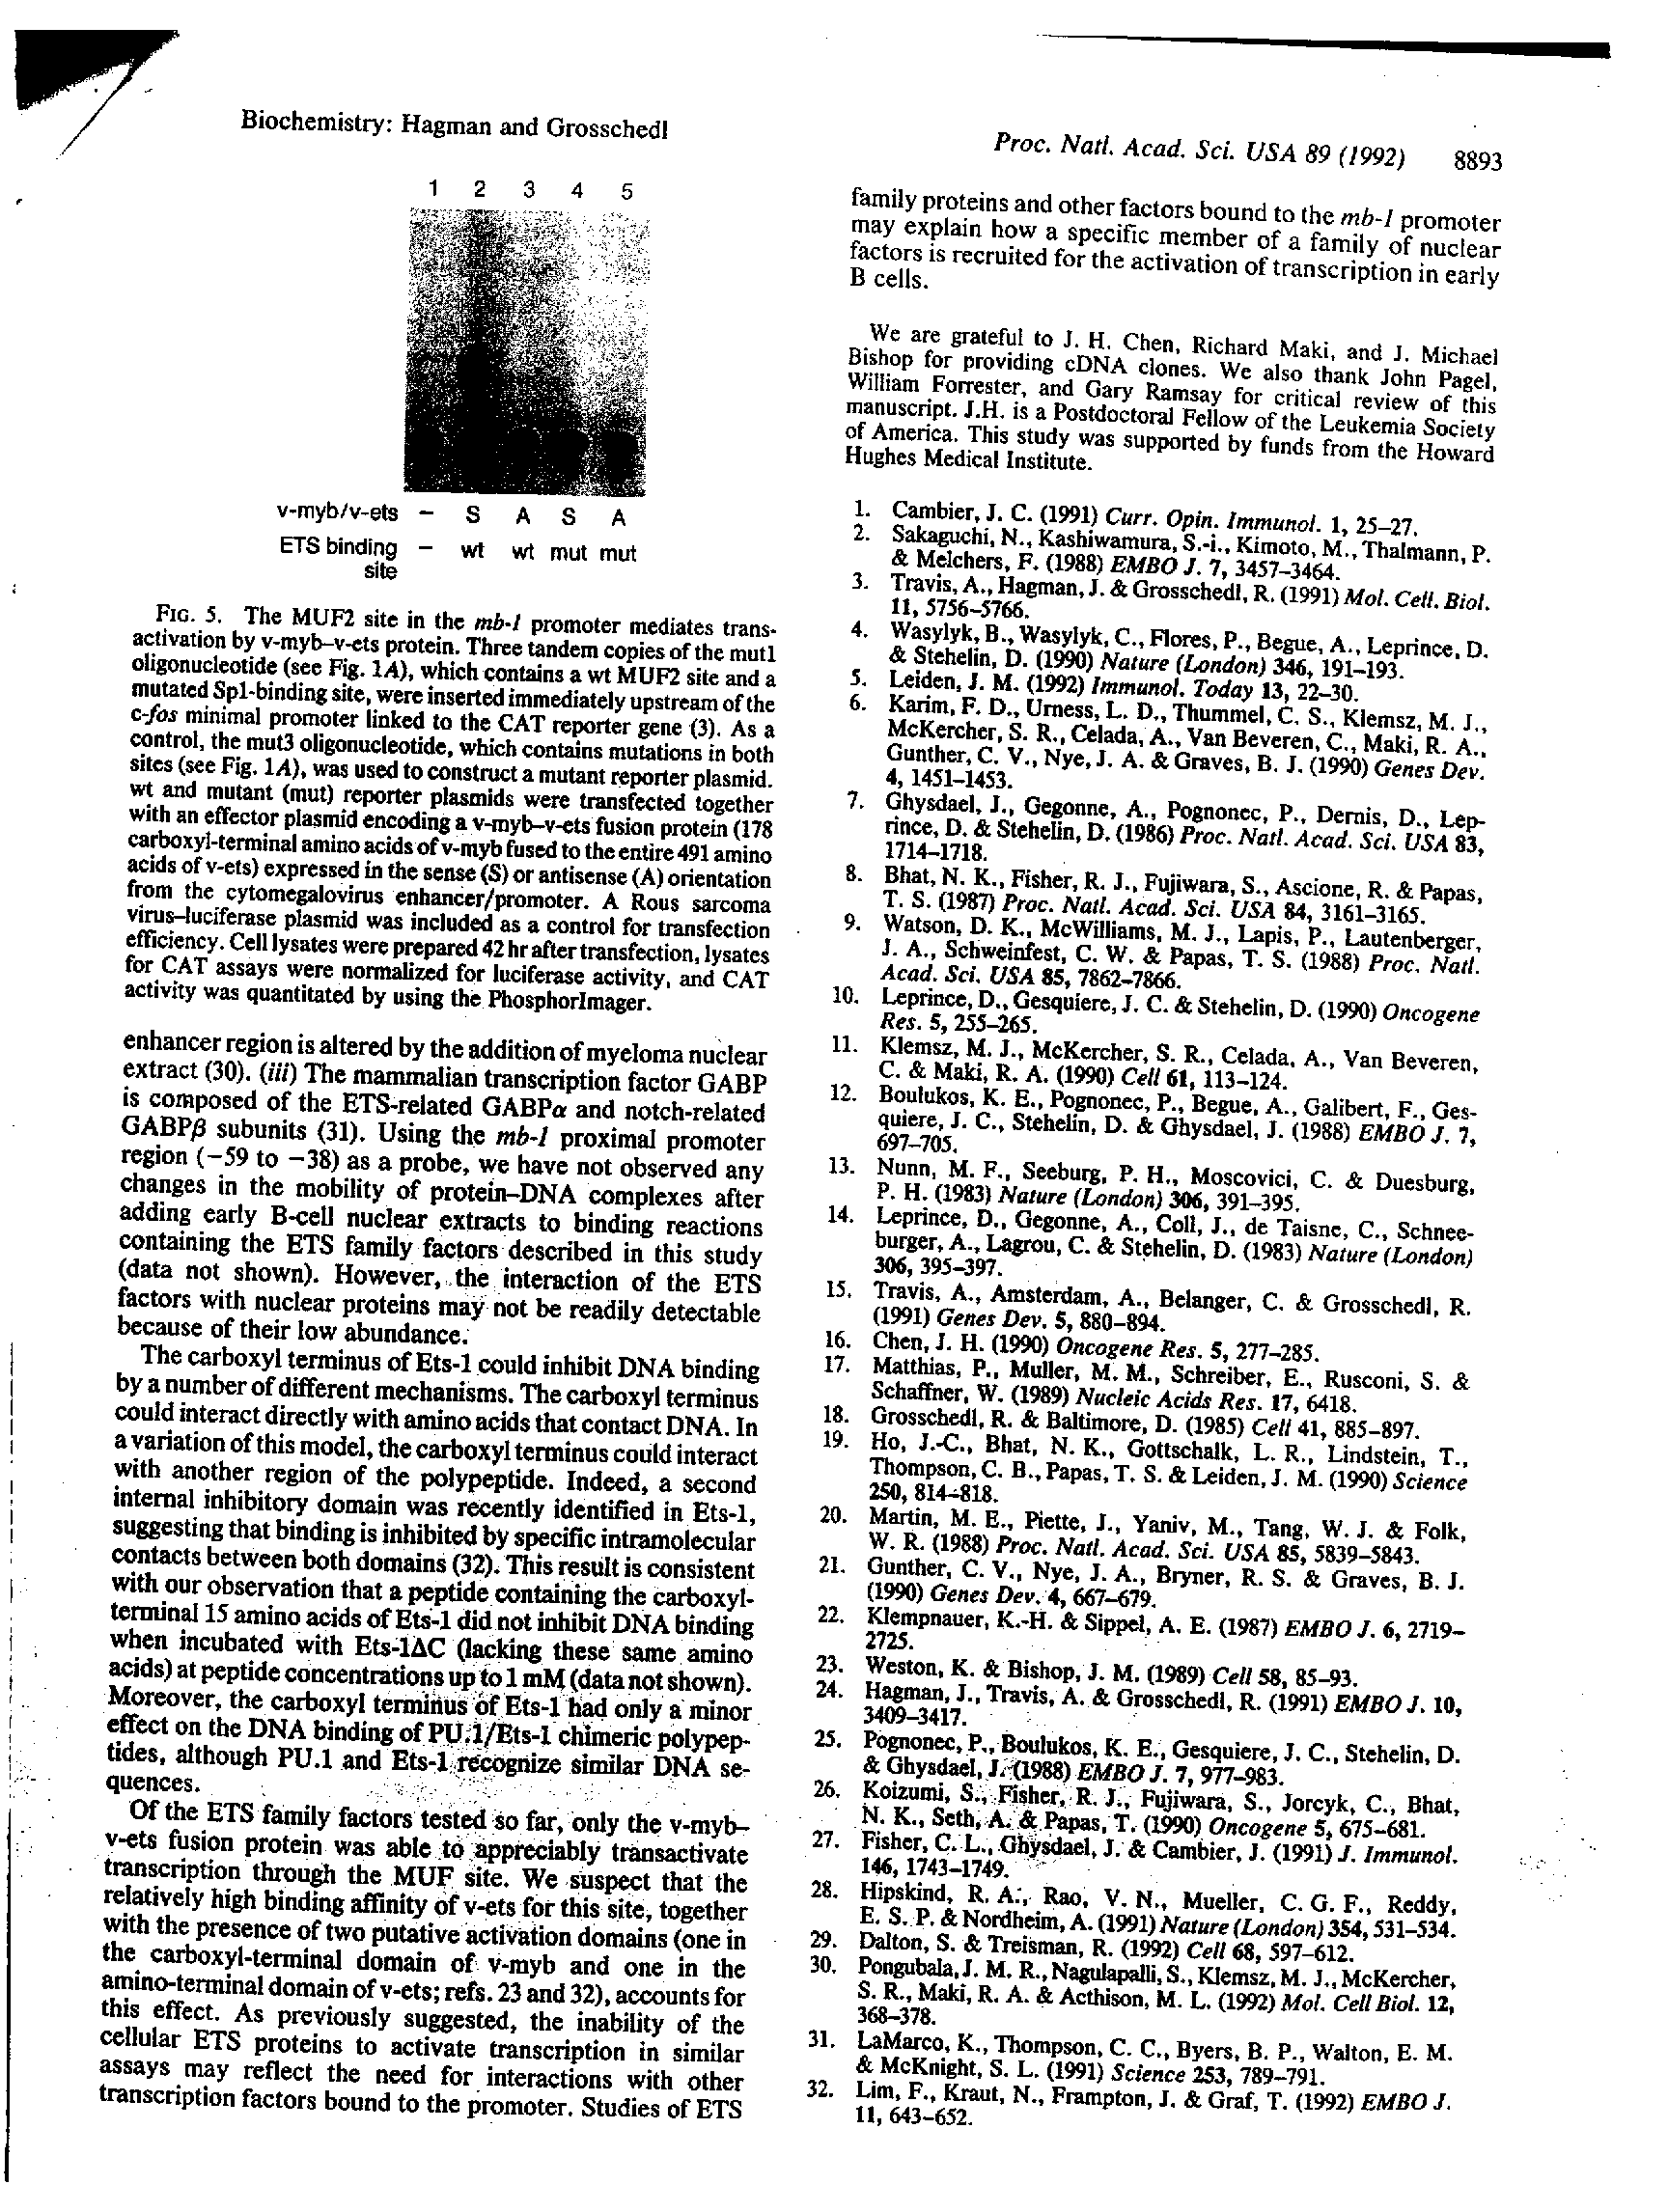 Biochemistry: Hagman and Grosschedl
Proc. Natl. Acad. Sci. USA 89 (1992) 8893
1 2 3 4 5
v-myb/v-ets – S A S A
ETS binding – wt wt mut mut
site
FIG. 5. The MUF2 site in the mb-1 promoter mediates trans-
activation by v-myb–v-ets protein. Three tandem copies of the mut1
oligonucleotide (see Fig. 1A), which contains a wt MUF2 site and a
mutated Sp1-binding site, were inserted immediately upstream of the
c-fos minimal promoter linked to the CAT reporter gene (3). As a
control, the mut3 oligonucleotide, which contains mutations in both
sites (see Fig. 1A), was used to construct a mutant reporter plasmid.
wt and mutant (mut) reporter plasmids were transfected together
with an effector plasmid encoding a v-myb–v-ets fusion protein (178
carboxyl-terminal amino acids of v-myb fused to the entire 491 amino
acids of v-ets) expressed in the sense (S) or antisense (A) orientation
from the cytomegalovirus enhancer/promoter. A Rous sarcoma
virus–luciferase plasmid was included as a control for transfection
efficiency. Cell lysates were prepared 42 hr after transfection, lysates
for CAT assays were normalized for luciferase activity, and CAT
activity was quantitated by using the PhosphorImager.
enhancer region is altered by the addition of myeloma nuclear
extract (30). (iii) The mammalian transcription factor GABP
is composed of the ETS-related GABPα and notch-related
GABPβ subunits (31). Using the mb-1 proximal promoter
region (−59 to −38) as a probe, we have not observed any
changes in the mobility of protein–DNA complexes after
adding early B-cell nuclear extracts to binding reactions
containing the ETS family factors described in this study
(data not shown). However, the interaction of the ETS
factors with nuclear proteins may not be readily detectable
because of their low abundance.
The carboxyl terminus of Ets-1 could inhibit DNA binding
by a number of different mechanisms. The carboxyl terminus
could interact directly with amino acids that contact DNA. In
a variation of this model, the carboxyl terminus could interact
with another region of the polypeptide. Indeed, a second
internal inhibitory domain was recently identified in Ets-1,
suggesting that binding is inhibited by specific intramolecular
contacts between both domains (32). This result is consistent
with our observation that a peptide containing the carboxyl-
terminal 15 amino acids of Ets-1 did not inhibit DNA binding
when incubated with Ets-1ΔC (lacking these same amino
acids) at peptide concentrations up to 1 mM (data not shown).
Moreover, the carboxyl terminus of Ets-1 had only a minor
effect on the DNA binding of PU.1/Ets-1 chimeric polypep-
tides, although PU.1 and Ets-1 recognize similar DNA se-
quences.
Of the ETS family factors tested so far, only the v-myb–
v-ets fusion protein was able to appreciably transactivate
transcription through the MUF site. We suspect that the
relatively high binding affinity of v-ets for this site, together
with the presence of two putative activation domains (one in
the carboxyl-terminal domain of v-myb and one in the
amino-terminal domain of v-ets; refs. 23 and 32), accounts for
this effect. As previously suggested, the inability of the
cellular ETS proteins to activate transcription in similar
assays may reflect the need for interactions with other
transcription factors bound to the promoter. Studies of ETS
family proteins and other factors bound to the mb-1 promoter
may explain how a specific member of a family of nuclear
factors is recruited for the activation of transcription in early
B cells.
We are grateful to J. H. Chen, Richard Maki, and J. Michael
Bishop for providing cDNA clones. We also thank John Pagel,
William Forrester, and Gary Ramsay for critical review of this
manuscript. J.H. is a Postdoctoral Fellow of the Leukemia Society
of America. This study was supported by funds from the Howard
Hughes Medical Institute.
1. Cambier, J. C. (1991) Curr. Opin. Immunol. 1, 25–27.
2. Sakaguchi, N., Kashiwamura, S.-i., Kimoto, M., Thalmann, P.
& Melchers, F. (1988) EMBO J. 7, 3457–3464.
3. Travis, A., Hagman, J. & Grosschedl, R. (1991) Mol. Cell. Biol.
11, 5756–5766.
4. Wasylyk, B., Wasylyk, C., Flores, P., Begue, A., Leprince, D.
& Stehelin, D. (1990) Nature (London) 346, 191–193.
5. Leiden, J. M. (1992) Immunol. Today 13, 22–30.
6. Karim, F. D., Urness, L. D., Thummel, C. S., Klemsz, M. J.,
McKercher, S. R., Celada, A., Van Beveren, C., Maki, R. A.,
Gunther, C. V., Nye, J. A. & Graves, B. J. (1990) Genes Dev.
4, 1451–1453.
7. Ghysdael, J., Gegonne, A., Pognonec, P., Dernis, D., Lep-
rince, D. & Stehelin, D. (1986) Proc. Natl. Acad. Sci. USA 83,
1714–1718.
8. Bhat, N. K., Fisher, R. J., Fujiwara, S., Ascione, R. & Papas,
T. S. (1987) Proc. Natl. Acad. Sci. USA 84, 3161–3165.
9. Watson, D. K., McWilliams, M. J., Lapis, P., Lautenberger,
J. A., Schweinfest, C. W. & Papas, T. S. (1988) Proc. Natl.
Acad. Sci. USA 85, 7862–7866.
10. Leprince, D., Gesquiere, J. C. & Stehelin, D. (1990) Oncogene
Res. 5, 255–265.
11. Klemsz, M. J., McKercher, S. R., Celada, A., Van Beveren,
C. & Maki, R. A. (1990) Cell 61, 113–124.
12. Boulukos, K. E., Pognonec, P., Begue, A., Galibert, F., Ges-
quiere, J. C., Stehelin, D. & Ghysdael, J. (1988) EMBO J. 7,
697–705.
13. Nunn, M. F., Seeburg, P. H., Moscovici, C. & Duesburg,
P. H. (1983) Nature (London) 306, 391–395.
14. Leprince, D., Gegonne, A., Coll, J., de Taisne, C., Schnee-
burger, A., Lagrou, C. & Stehelin, D. (1983) Nature (London)
306, 395–397.
15. Travis, A., Amsterdam, A., Belanger, C. & Grosschedl, R.
(1991) Genes Dev. 5, 880–894.
16. Chen, J. H. (1990) Oncogene Res. 5, 277–285.
17. Matthias, P., Muller, M. M., Schreiber, E., Rusconi, S. &
Schaffner, W. (1989) Nucleic Acids Res. 17, 6418.
18. Grosschedl, R. & Baltimore, D. (1985) Cell 41, 885–897.
19. Ho, J.-C., Bhat, N. K., Gottschalk, L. R., Lindstein, T.,
Thompson, C. B., Papas, T. S. & Leiden, J. M. (1990) Science
250, 814–818.
20. Martin, M. E., Piette, J., Yaniv, M., Tang, W. J. & Folk,
W. R. (1988) Proc. Natl. Acad. Sci. USA 85, 5839–5843.
21. Gunther, C. V., Nye, J. A., Bryner, R. S. & Graves, B. J.
(1990) Genes Dev. 4, 667–679.
22. Klempnauer, K.-H. & Sippel, A. E. (1987) EMBO J. 6, 2719–
2725.
23. Weston, K. & Bishop, J. M. (1989) Cell 58, 85–93.
24. Hagman, J., Travis, A. & Grosschedl, R. (1991) EMBO J. 10,
3409–3417.
25. Pognonec, P., Boulukos, K. E., Gesquiere, J. C., Stehelin, D.
& Ghysdael, J. (1988) EMBO J. 7, 977–983.
26. Koizumi, S., Fisher, R. J., Fujiwara, S., Jorcyk, C., Bhat,
N. K., Seth, A. & Papas, T. (1990) Oncogene 5, 675–681.
27. Fisher, C. L., Ghysdael, J. & Cambier, J. (1991) J. Immunol.
146, 1743–1749.
28. Hipskind, R. A., Rao, V. N., Mueller, C. G. F., Reddy,
E. S. P. & Nordheim, A. (1991) Nature (London) 354, 531–534.
29. Dalton, S. & Treisman, R. (1992) Cell 68, 597–612.
30. Pongubala, J. M. R., Nagulapalli, S., Klemsz, M. J., McKercher,
S. R., Maki, R. A. & Acthison, M. L. (1992) Mol. Cell Biol. 12,
368–378.
31. LaMarco, K., Thompson, C. C., Byers, B. P., Walton, E. M.
& McKnight, S. L. (1991) Science 253, 789–791.
32. Lim, F., Kraut, N., Frampton, J. & Graf, T. (1992) EMBO J.
11, 643–652.